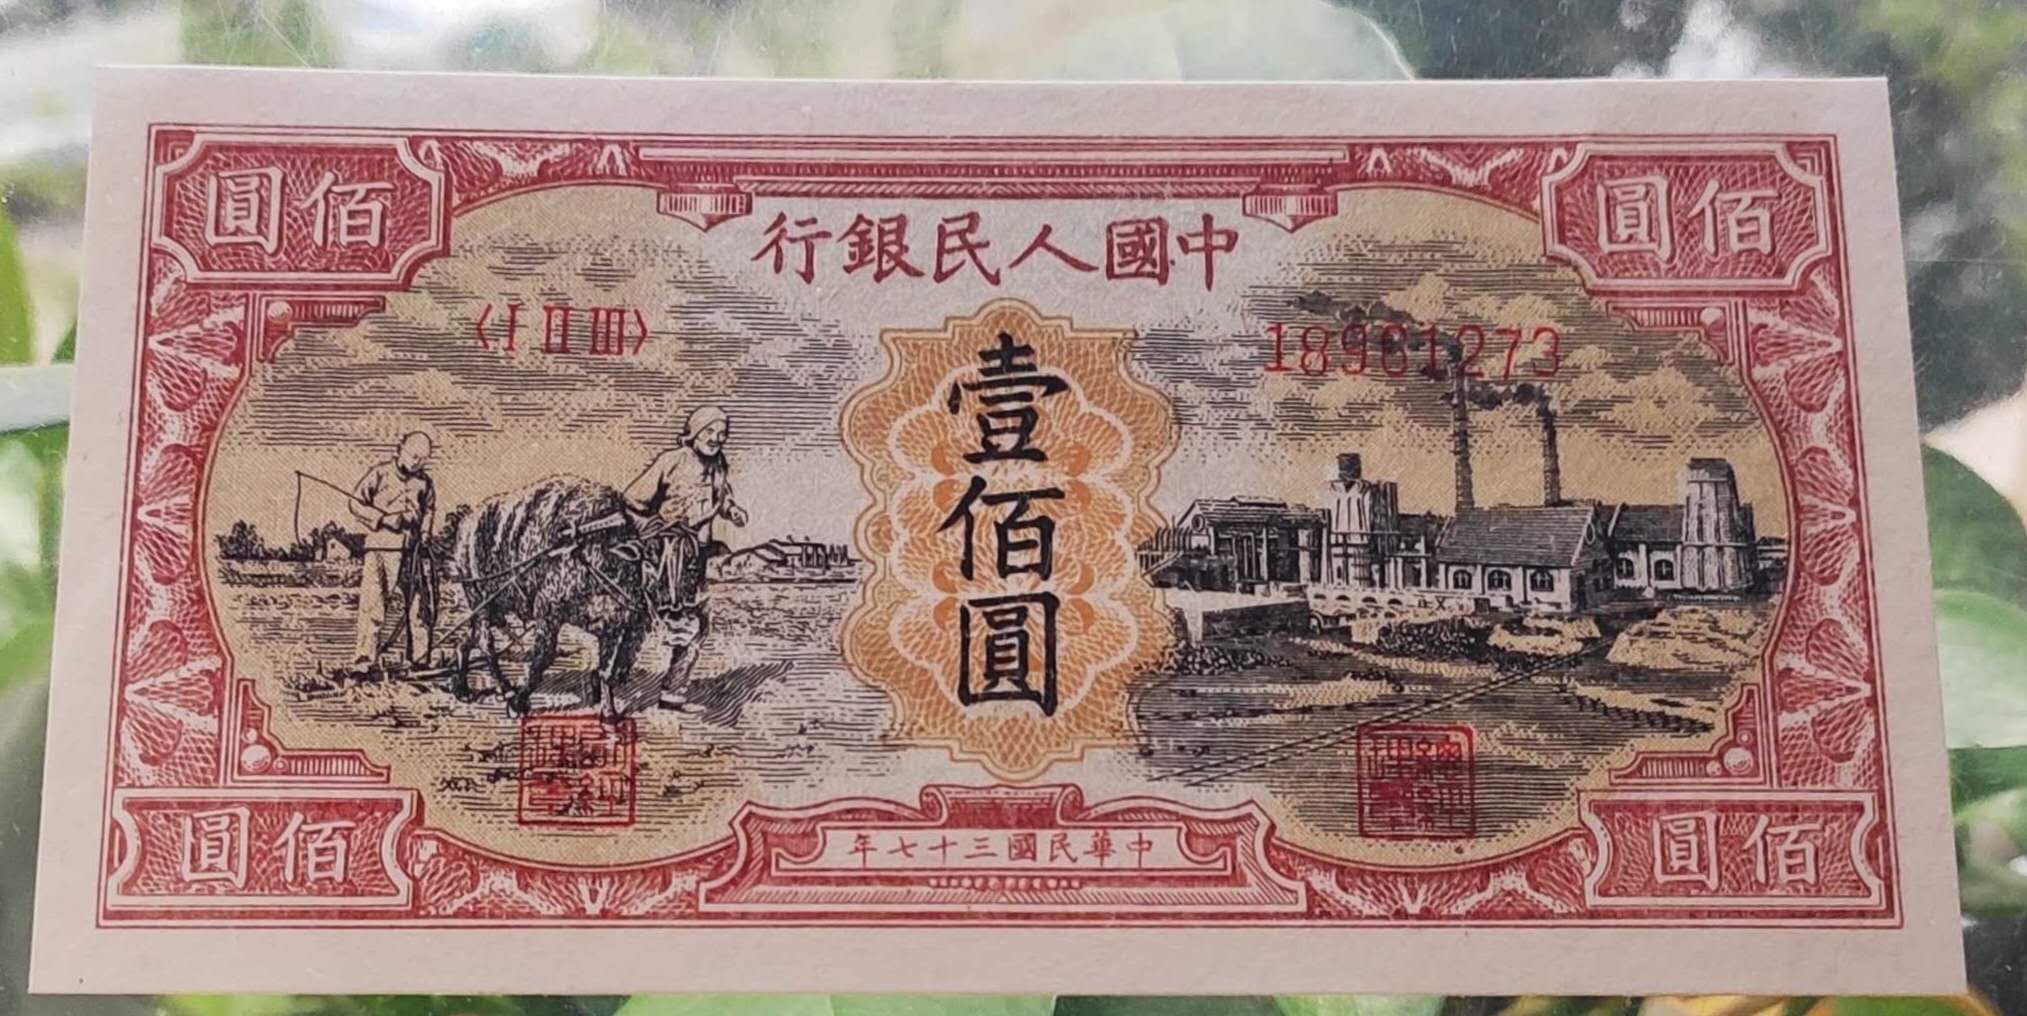 佰圓
佰圓
中國人民銀行
〈I II III〉
18961273
壹佰圓
佰圓
中華民國三十七年
佰圓